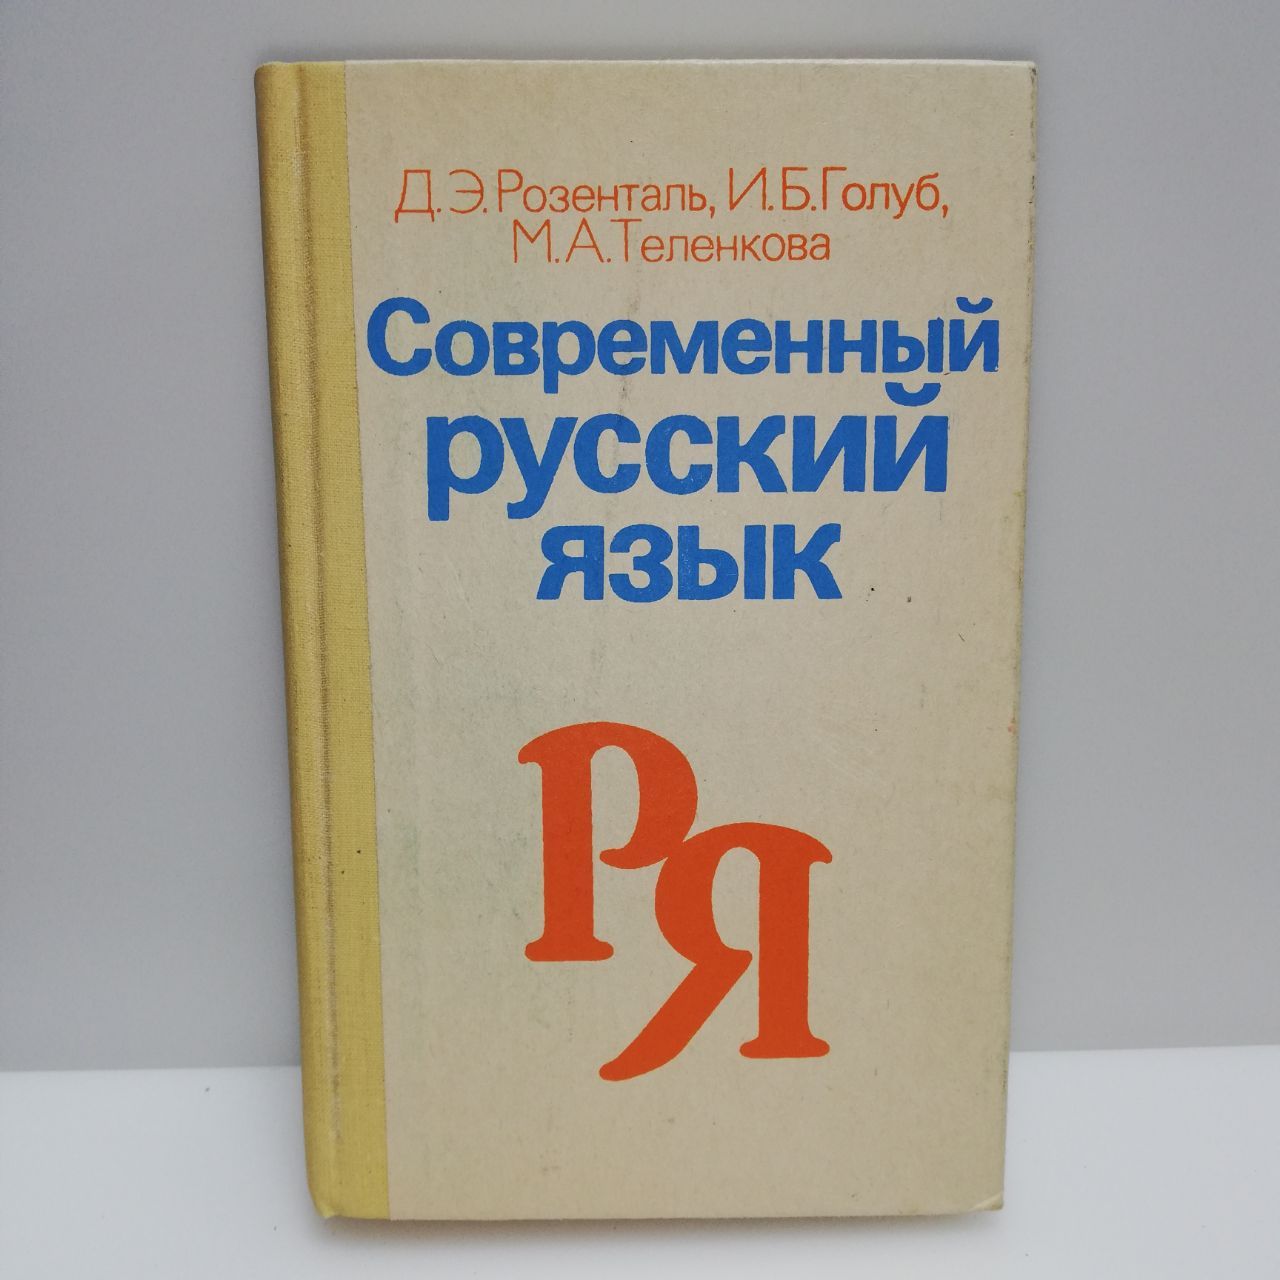 Д.Э.Розенталь, И.Б.Голуб,
М.А.Теленкова
Современный
русский
язык
РЯ